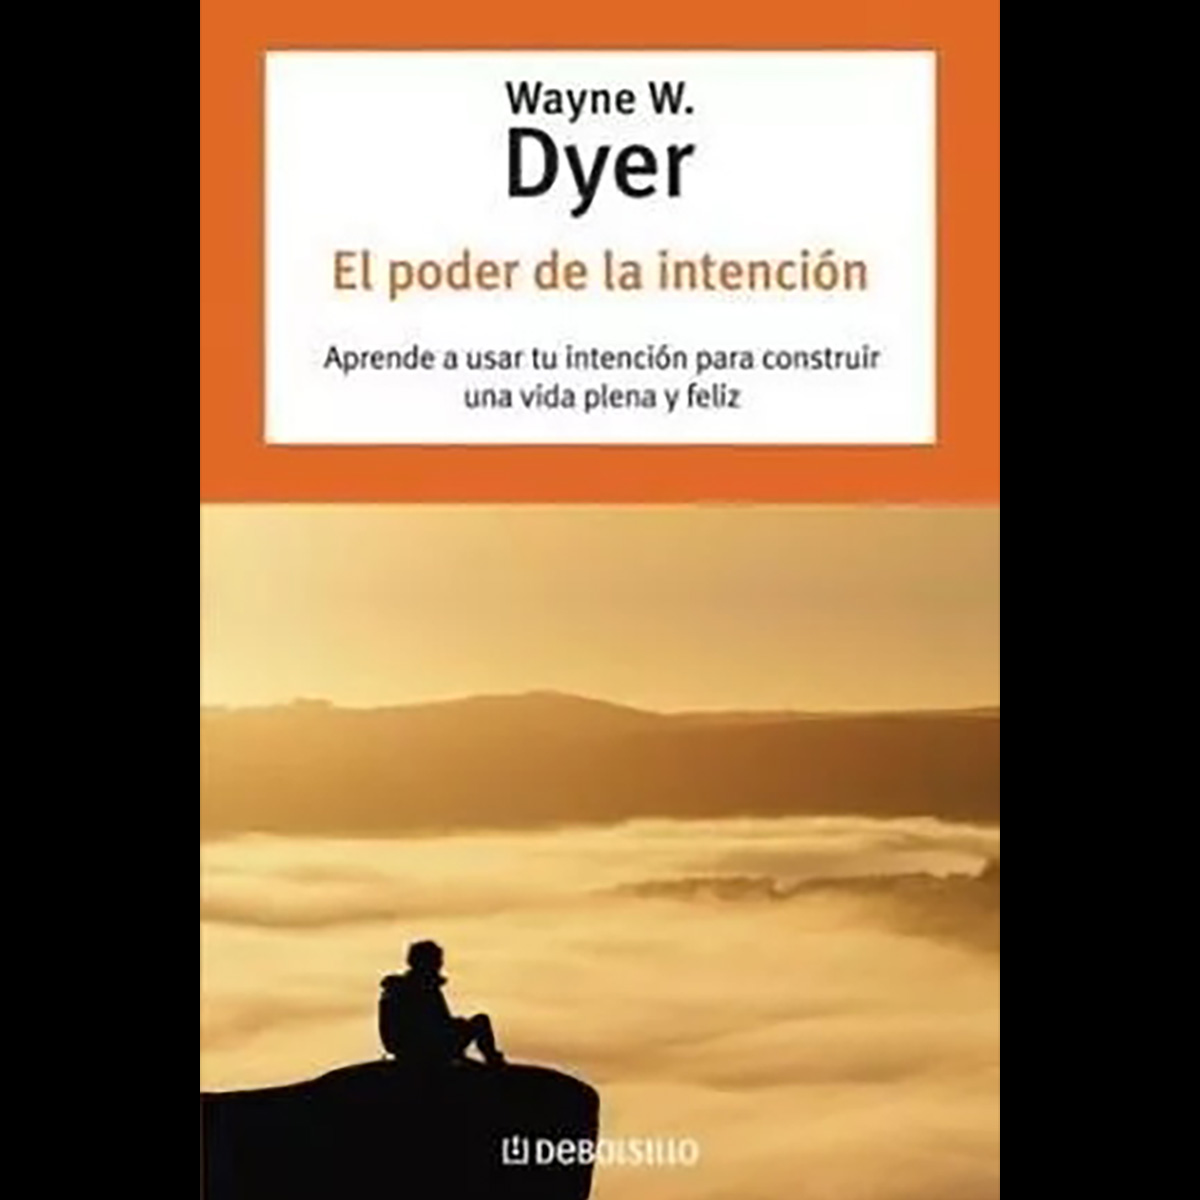 Wayne W.
Dyer
El poder de la intención
Aprende a usar tu intención para construir
una vida plena y feliz
DEBOLSILLO